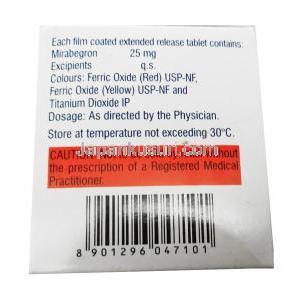 Each film coated extended release tablet contains:
Mirabegron 25 mg
Excipients q.s.
Colours: Ferric Oxide (Red) USP-NF,
Ferric Oxide (Yellow) USP-NF and
Titanium Dioxide IP
Dosage: As directed by the Physician.
Store at temperature not exceeding 30°C.
the prescription of a Registered Medical
Practitioner.
8 901296 047101